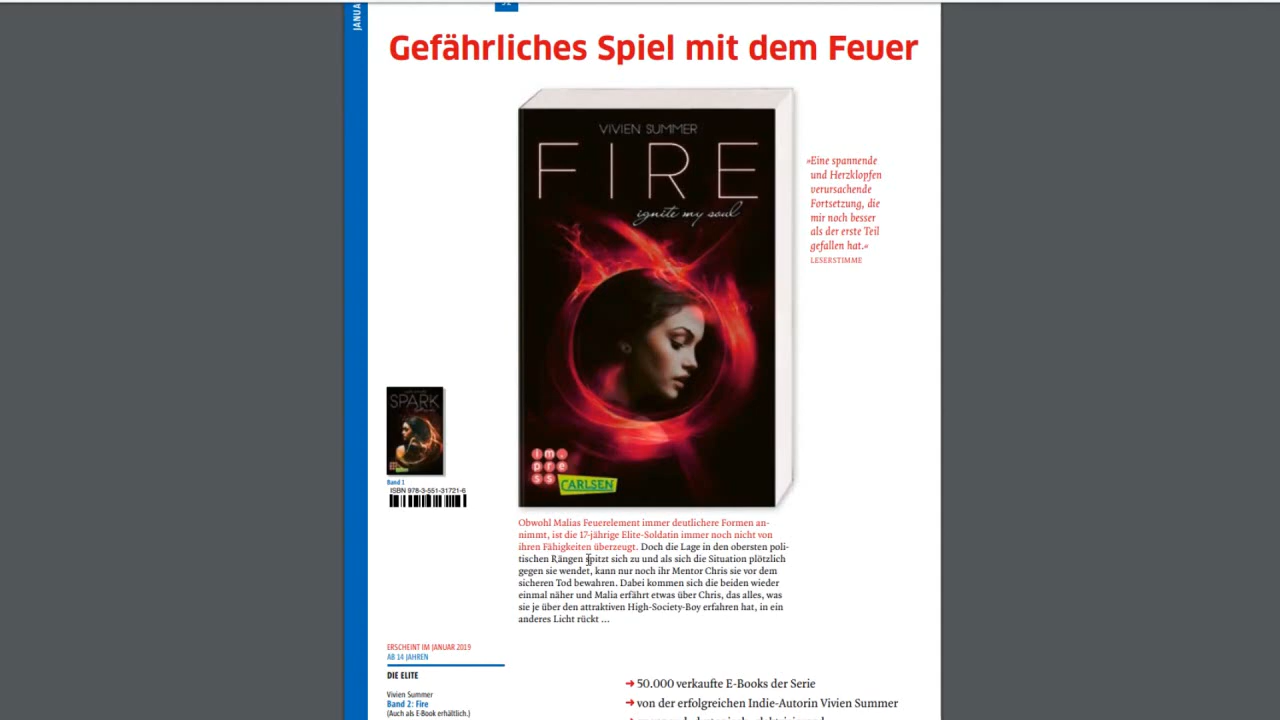 JANUA
32
Gefährliches Spiel mit dem Feuer
VIVIEN SUMMER
FIRE
ignite my soul
im.
pre
ss
CARLSEN
»Eine spannende
und Herzklopfen
verursachende
Fortsetzung, die
mir noch besser
als der erste Teil
gefallen hat.«
LESERSTIMME
SPARK
Band 1
ISBN 978-3-551-31721-6
Obwohl Malias Feuerelement immer deutlichere Formen an-
nimmt, ist die 17-jährige Elite-Soldatin immer noch nicht von
ihren Fähigkeiten überzeugt. Doch die Lage in den obersten poli-
tischen Rängen spitzt sich zu und als sich die Situation plötzlich
gegen sie wendet, kann nur noch ihr Mentor Chris sie vor dem
sicheren Tod bewahren. Dabei kommen sich die beiden wieder
einmal näher und Malia erfährt etwas über Chris, das alles, was
sie je über den attraktiven High-Society-Boy erfahren hat, in ein
anderes Licht rückt ...
ERSCHEINT IM JANUAR 2019
AB 14 JAHREN
DIE ELITE
Vivien Summer
Band 2: Fire
(Auch als E-Book erhältlich.)
➔ 50.000 verkaufte E-Books der Serie
➔ von der erfolgreichen Indie-Autorin Vivien Summer